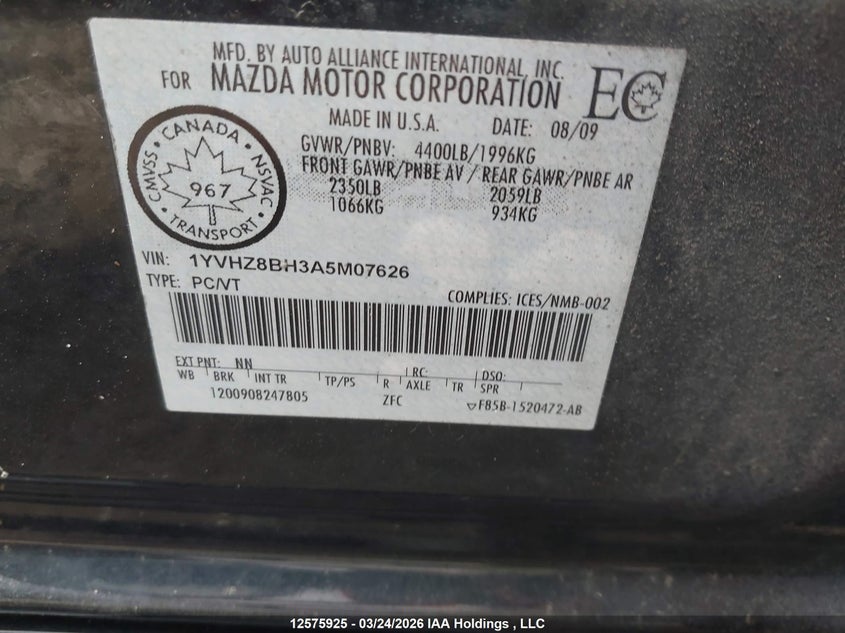 MFD. BY AUTO ALLIANCE INTERNATIONAL, INC.
FOR MAZDA MOTOR CORPORATION
EC
MADE IN U.S.A. DATE: 08/09
GVWR/PNBV: 4400LB/1996KG
FRONT GAWR/PNBE AV / REAR GAWR/PNBE AR
2350LB 2059LB
1066KG 934KG
CANADA
CMVSS 967 NSVAC
TRANSPORT
VIN: 1YVHZ8BH3A5M07626
TYPE: PC/VT
COMPLIES: ICES/NMB-002
EXT PNT: NN RC: DSO:
WB BRK INT TR TP/PS R AXLE TR SPR
1200908247805 ZFC F85B-1520472-AB
12575925 - 03/24/2026 IAA Holdings , LLC